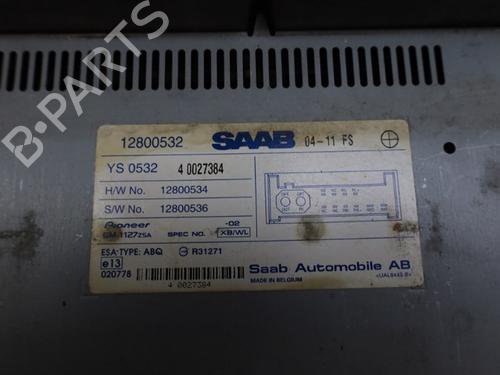 12800532 SAAB 04-11 FS
YS 0532 4 0027384
H/W No. 12800534
S/W No. 12800536
Pioneer -02
SPEC NO. XB/WL
ESA-TYPE: ABQ R31271
e13
020778
4 0027384
Saab Automobile AB
MADE IN BELGIUM
B-PARTS